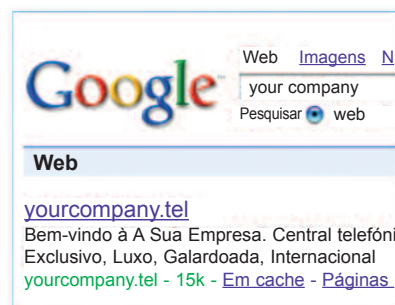 Web Imagens N
Google™
your company
Pesquisar web
Web
yourcompany.tel
Bem-vindo à A Sua Empresa. Central telefóni
Exclusivo, Luxo, Galardoada, Internacional
yourcompany.tel - 15k - Em cache - Páginas